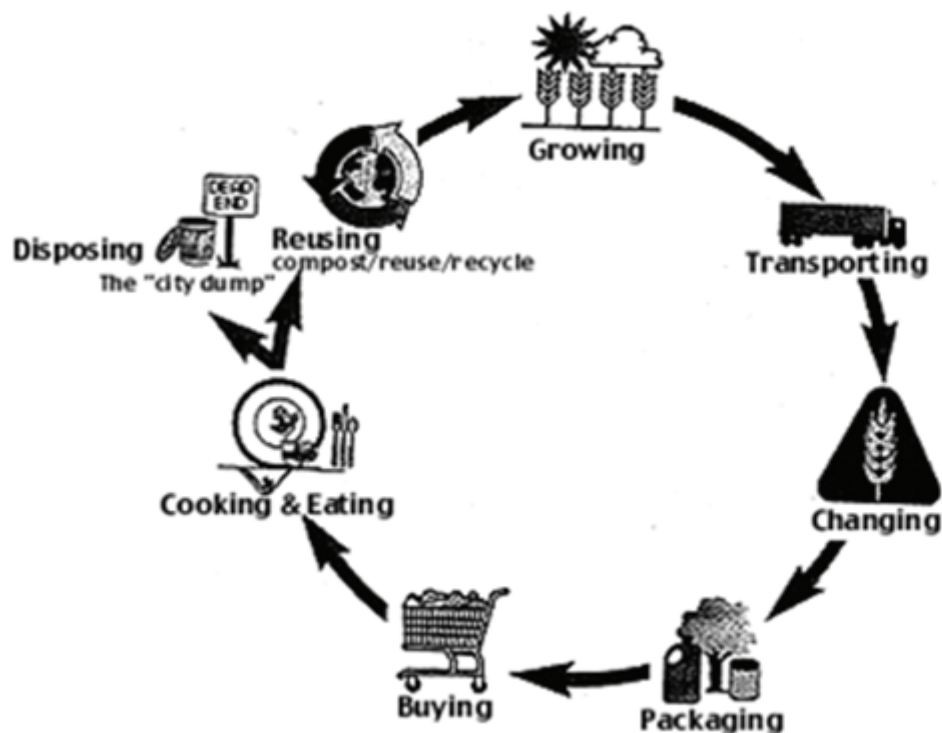 Growing
Transporting
Changing
Packaging
Buying
Cooking & Eating
Disposing
DEAD
END
The "city dump"
Reusing
compost/reuse/recycle